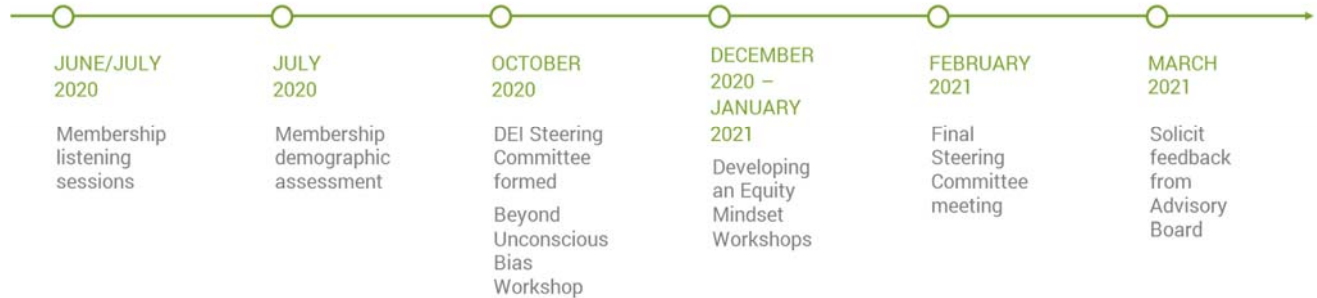 JUNE/JULY
2020
Membership
listening
sessions
JULY
2020
Membership
demographic
assessment
OCTOBER
2020
DEI Steering
Committee
formed
Beyond
Unconscious
Bias
Workshop
DECEMBER
2020 –
JANUARY
2021
Developing
an Equity
Mindset
Workshops
FEBRUARY
2021
Final
Steering
Committee
meeting
MARCH
2021
Solicit
feedback
from
Advisory
Board